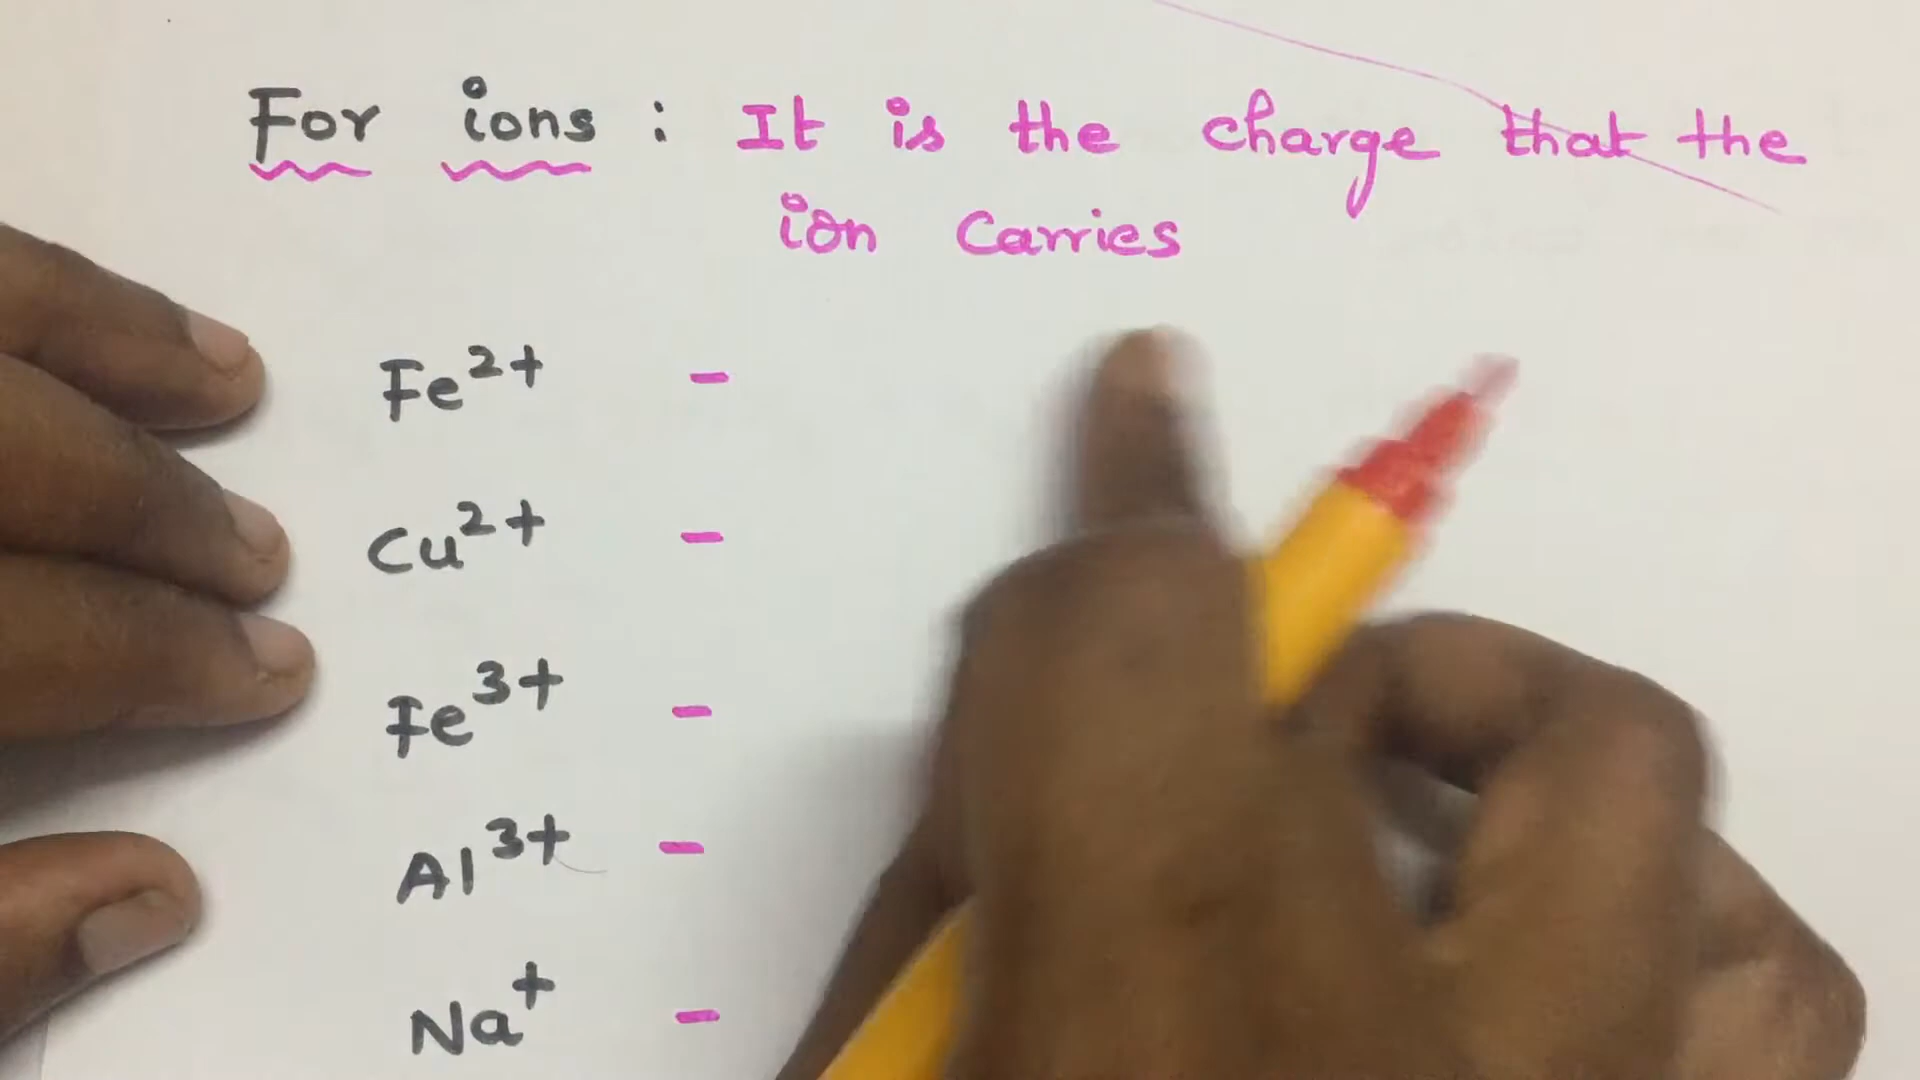 For ions : It is the charge that the
ion carries
Fe²⁺ -
Cu²⁺ -
Fe³⁺ -
Al³⁺ -
Na⁺ -